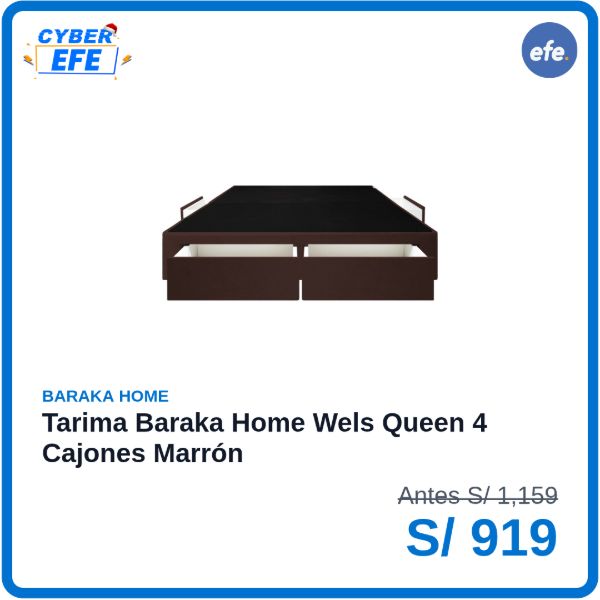 CYBER
EFE
efe.
BARAKA HOME
Tarima Baraka Home Wels Queen 4
Cajones Marrón
Antes S/ 1,159
S/ 919